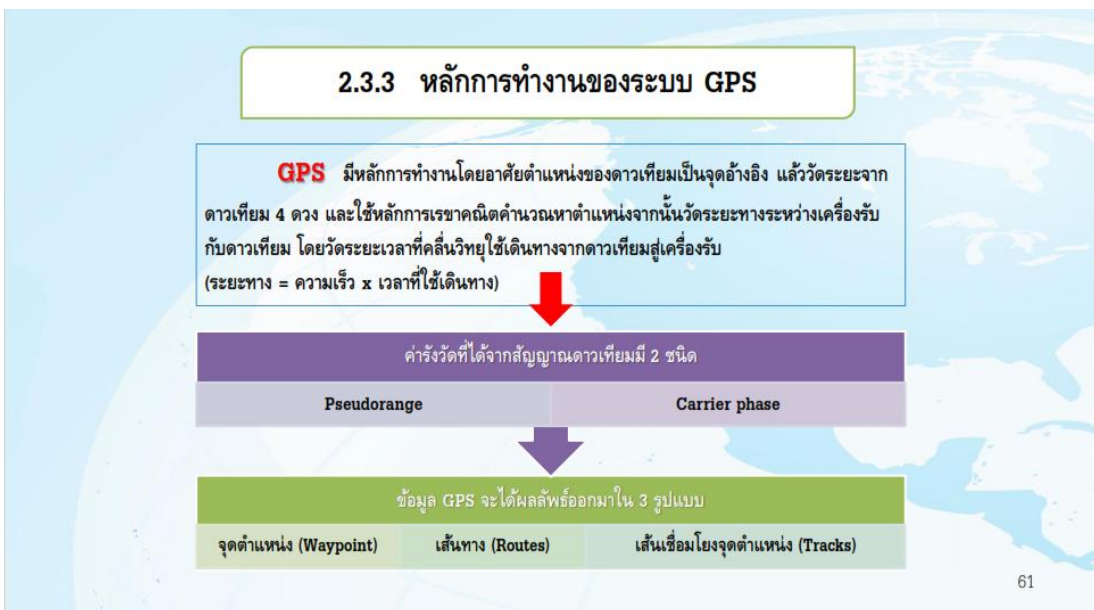 2.3.3 หลักการทำงานของระบบ GPS
GPS มีหลักการทำงานโดยอาศัยตำแหน่งของดาวเทียมเป็นจุดอ้างอิง แล้ววัดระยะจาก
ดาวเทียม 4 ดวง และใช้หลักการเรขาคณิตคำนวณหาตำแหน่งจากนั้นวัดระยะทางระหว่างเครื่องรับ
กับดาวเทียม โดยวัดระยะเวลาที่คลื่นวิทยุใช้เดินทางจากดาวเทียมสู่เครื่องรับ
(ระยะทาง = ความเร็ว x เวลาที่ใช้เดินทาง)
ค่ารังวัดที่ได้จากสัญญาณดาวเทียมมี 2 ชนิด
Pseudorange Carrier phase
ข้อมูล GPS จะได้ผลลัพธ์ออกมาใน 3 รูปแบบ
จุดตำแหน่ง (Waypoint) เส้นทาง (Routes) เส้นเชื่อมโยงจุดตำแหน่ง (Tracks)
61